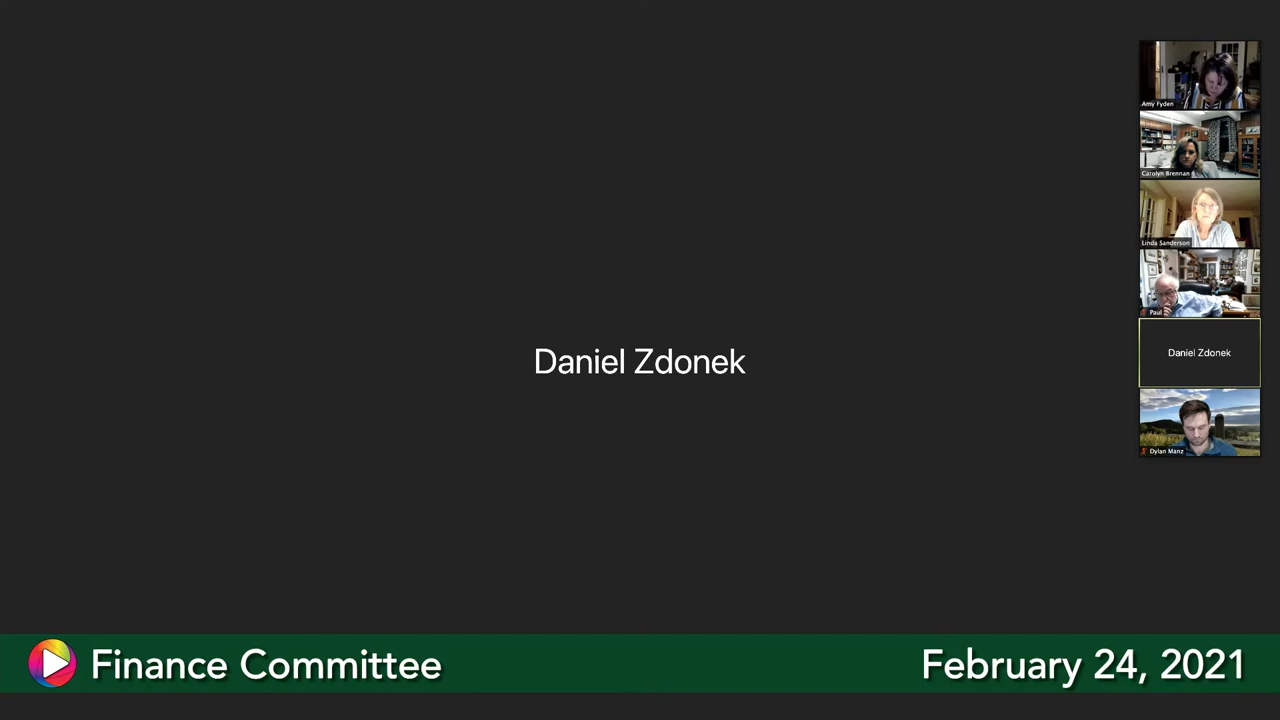 Amy Fyden
Carolyn Brennan
Linda Sanderson
Paul
Daniel Zdonek
Daniel Zdonek
Dylan Manz
Finance Committee
February 24, 2021